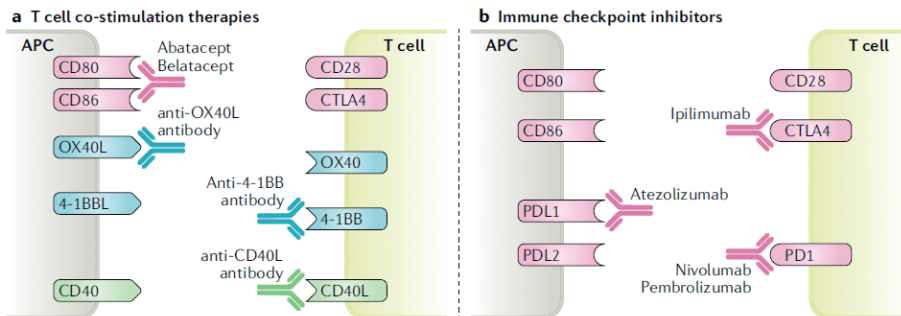 a T cell co-stimulation therapies
APC
T cell
Abatacept
Belatacept
CD80
CD28
CD86
CTLA4
anti-OX40L
antibody
OX40L
OX40
Anti-4-1BB
antibody
4-1BBL
4-1BB
anti-CD40L
antibody
CD40
CD40L
b Immune checkpoint inhibitors
APC
T cell
CD80
CD28
Ipilimumab
CD86
CTLA4
Atezolizumab
PDL1
PDL2
PD1
Nivolumab
Pembrolizumab